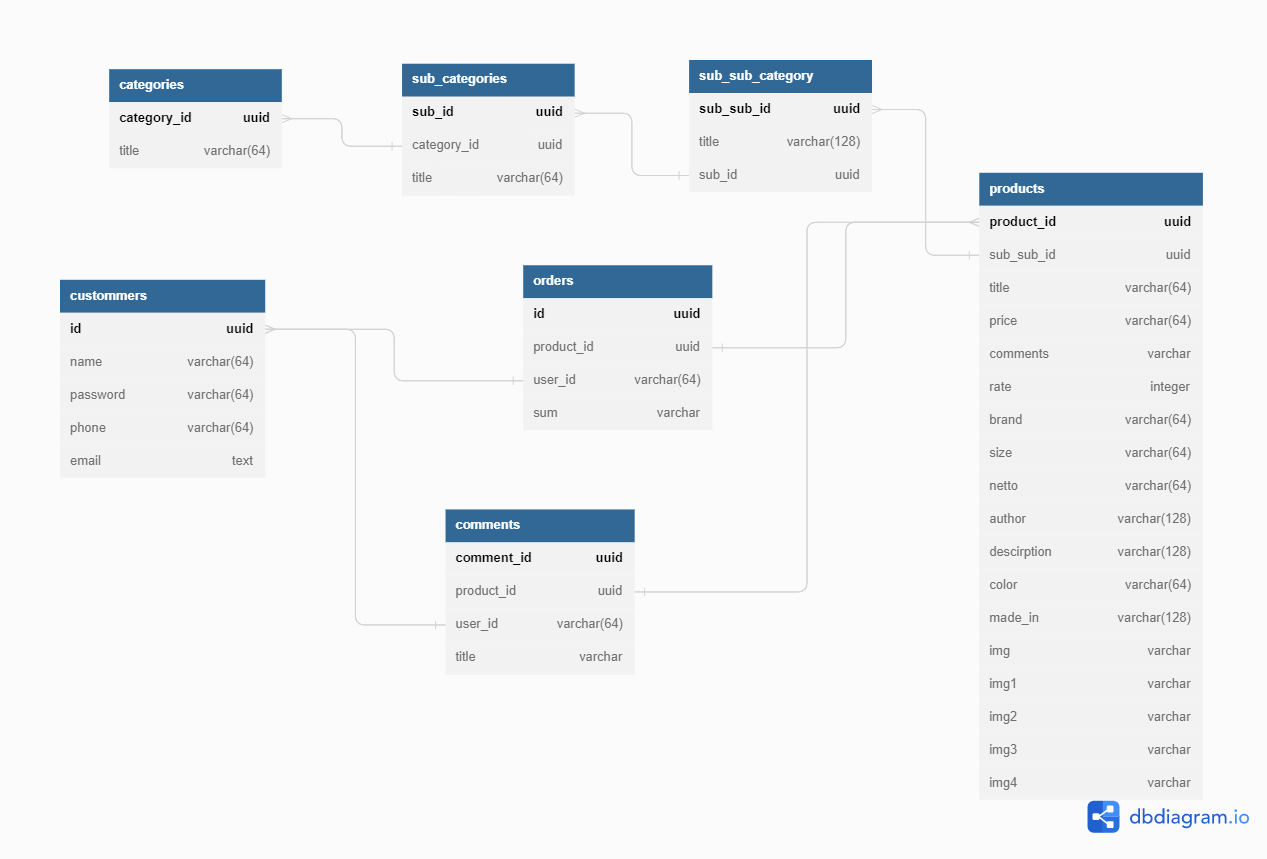 categories
category_id uuid
title varchar(64)
sub_categories
sub_id uuid
category_id uuid
title varchar(64)
sub_sub_category
sub_sub_id uuid
title varchar(128)
sub_id uuid
products
product_id uuid
sub_sub_id uuid
title varchar(64)
price varchar(64)
comments varchar
rate integer
brand varchar(64)
size varchar(64)
netto varchar(64)
author varchar(128)
descirption varchar(128)
color varchar(64)
made_in varchar(128)
img varchar
img1 varchar
img2 varchar
img3 varchar
img4 varchar
custommers
id uuid
name varchar(64)
password varchar(64)
phone varchar(64)
email text
orders
id uuid
product_id uuid
user_id varchar(64)
sum varchar
comments
comment_id uuid
product_id uuid
user_id varchar(64)
title varchar
dbdiagram.io